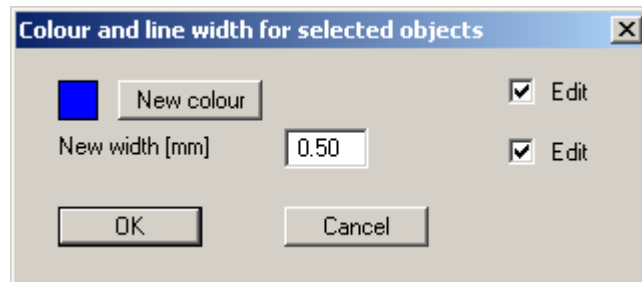 Colour and line width for selected objects
New colour
Edit
New width [mm]
0.50
Edit
OK
Cancel